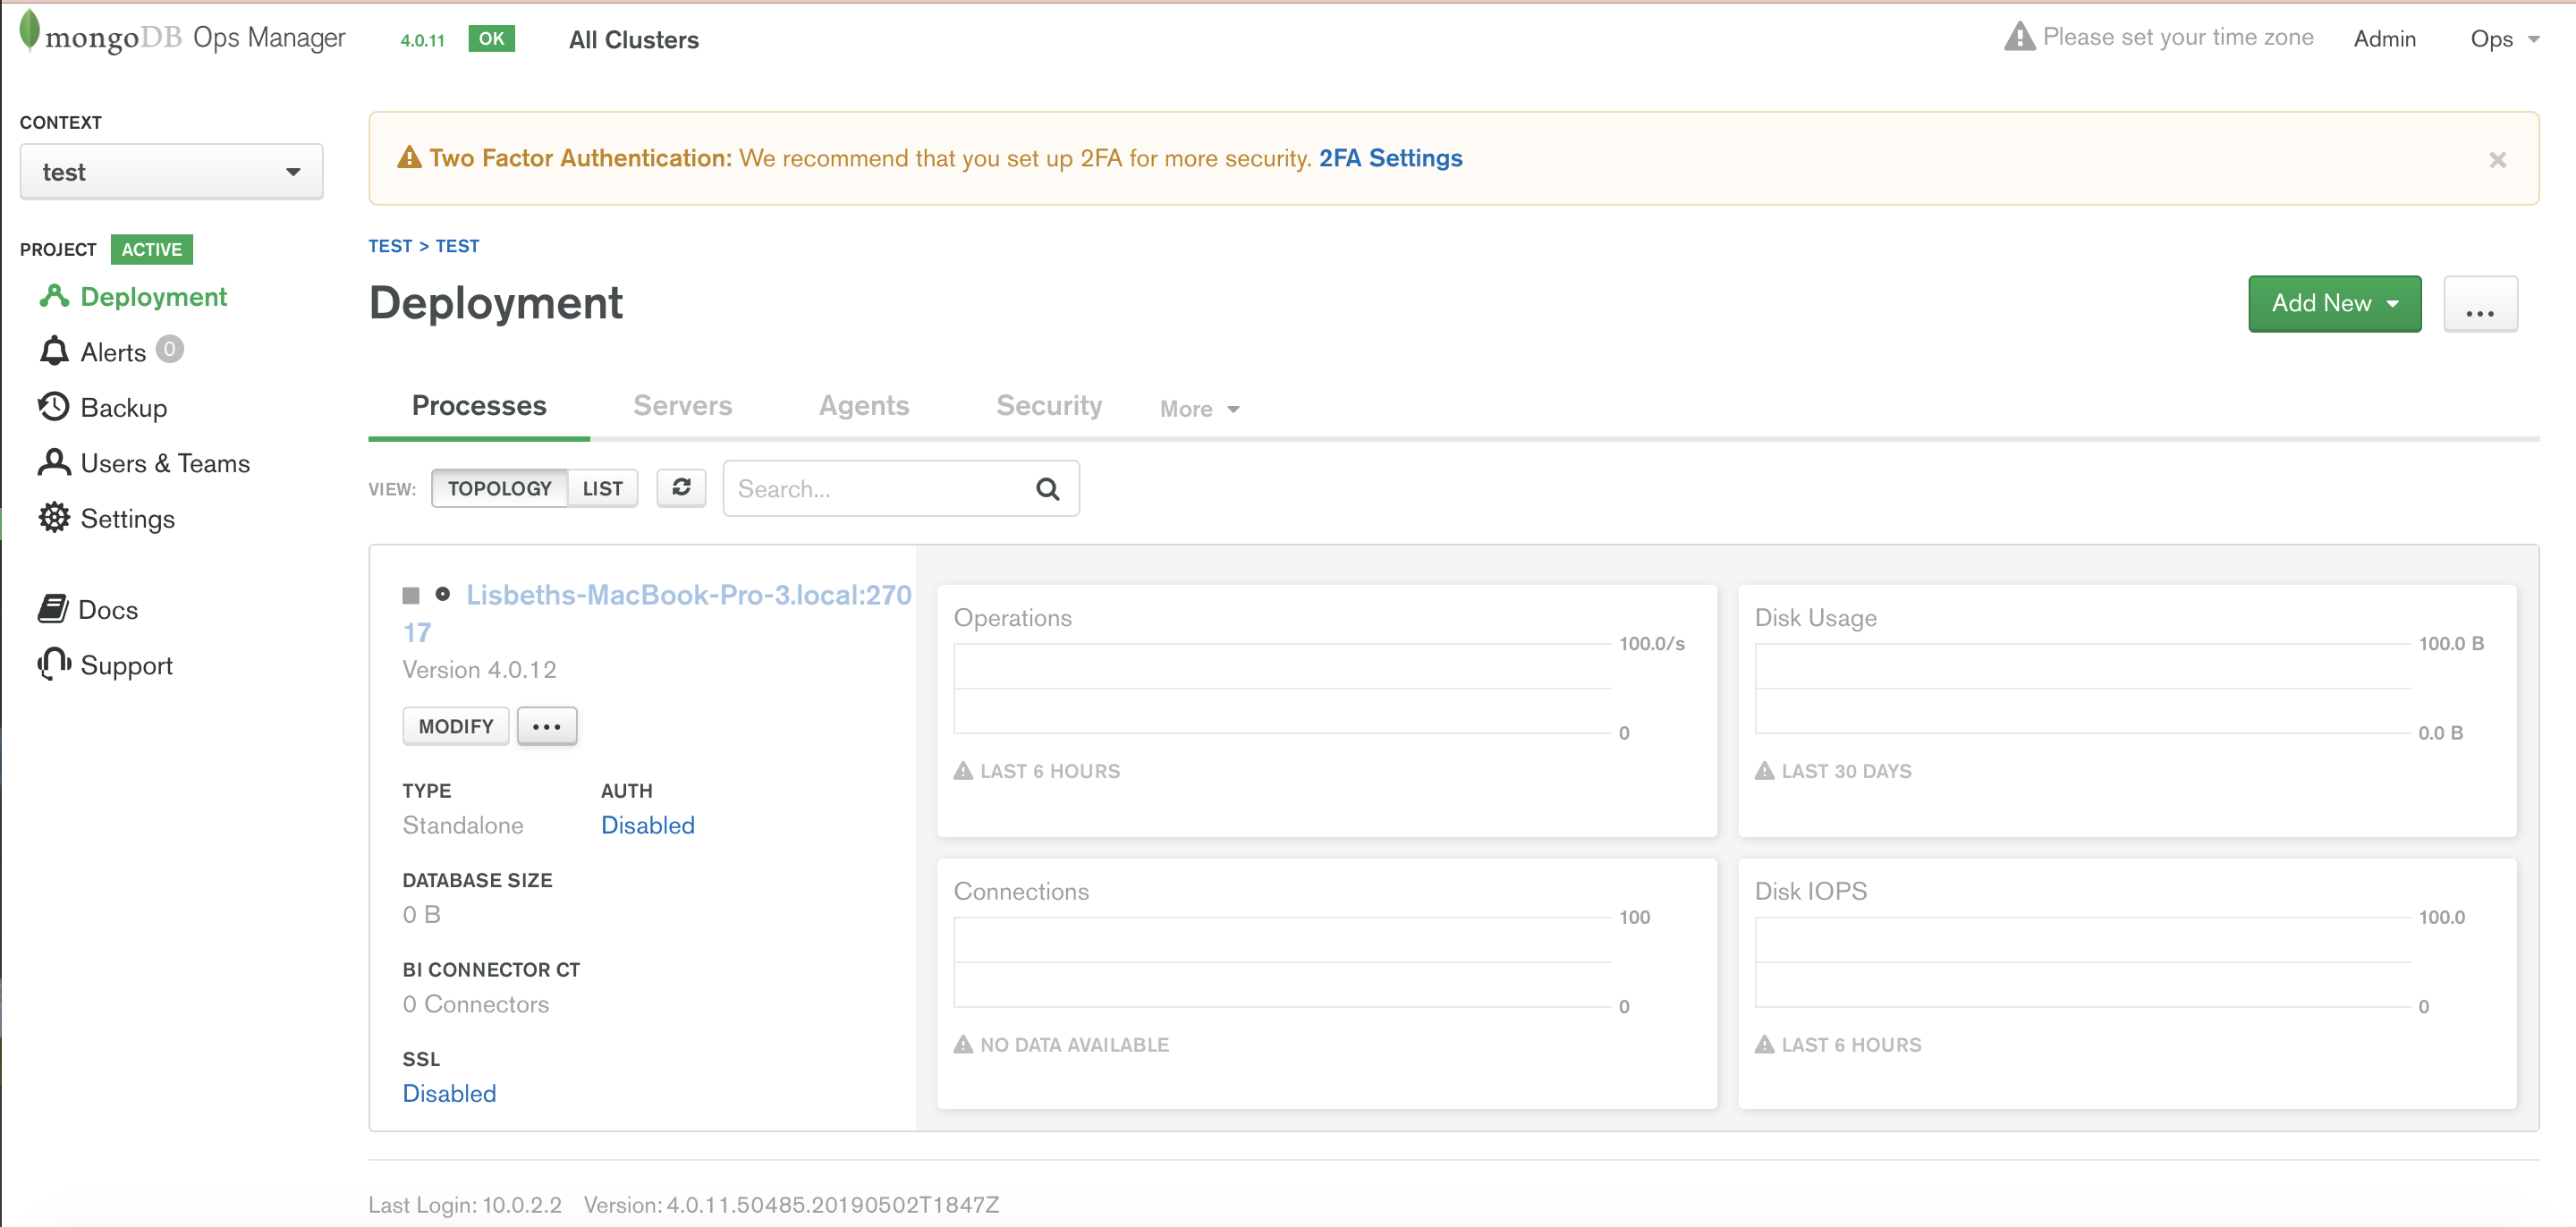 mongoDB Ops Manager 4.0.11 OK All Clusters Please set your time zone Admin Ops
CONTEXT
test
PROJECT ACTIVE
Deployment
Alerts 0
Backup
Users & Teams
Settings
Docs
Support
Two Factor Authentication: We recommend that you set up 2FA for more security. 2FA Settings ×
TEST > TEST
Deployment
Add New ...
Processes Servers Agents Security More
VIEW: TOPOLOGY LIST Search...
Lisbeths-MacBook-Pro-3.local:270
17
Version 4.0.12
MODIFY ...
TYPE AUTH
Standalone Disabled
DATABASE SIZE
0 B
BI CONNECTOR CT
0 Connectors
SSL
Disabled
Operations
100.0/s
0
LAST 6 HOURS
Disk Usage
100.0 B
0.0 B
LAST 30 DAYS
Connections
100
0
NO DATA AVAILABLE
Disk IOPS
100.0
0
LAST 6 HOURS
Last Login: 10.0.2.2 Version: 4.0.11.50485.20190502T1847Z